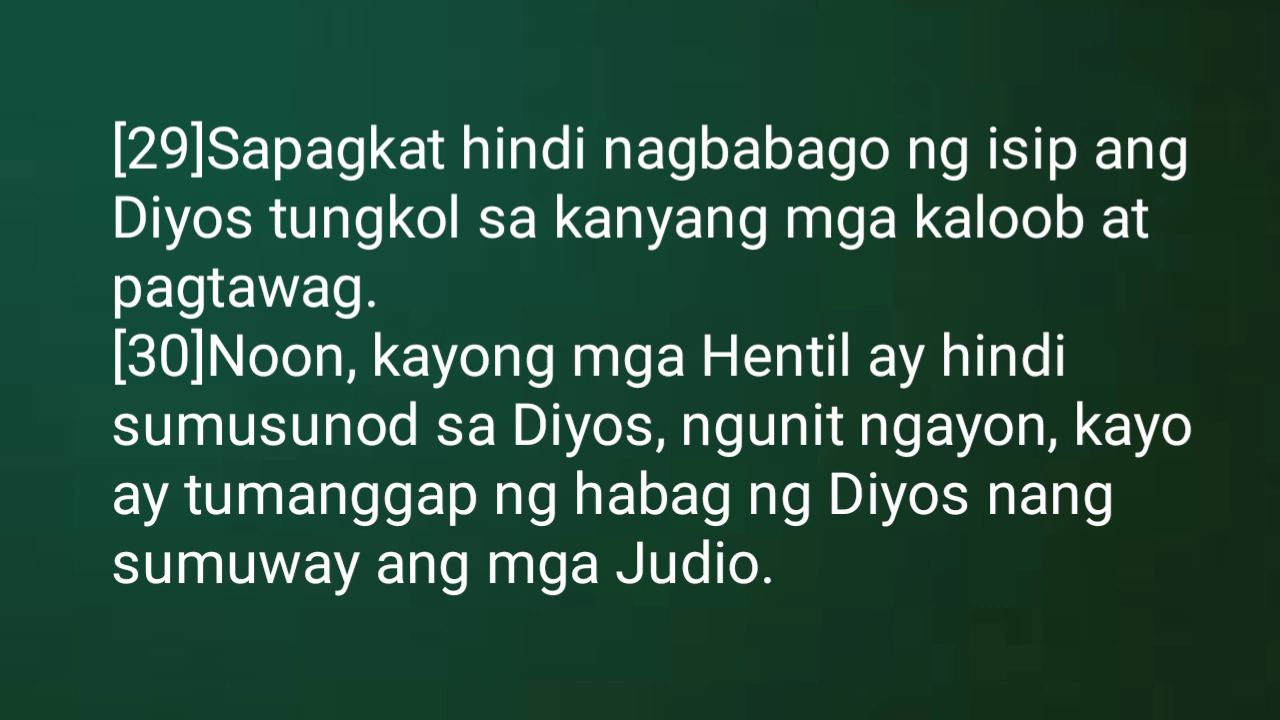 [29]Sapagkat hindi nagbabago ng isip ang
Diyos tungkol sa kanyang mga kaloob at
pagtawag.
[30]Noon, kayong mga Hentil ay hindi
sumusunod sa Diyos, ngunit ngayon, kayo
ay tumanggap ng habag ng Diyos nang
sumuway ang mga Judio.